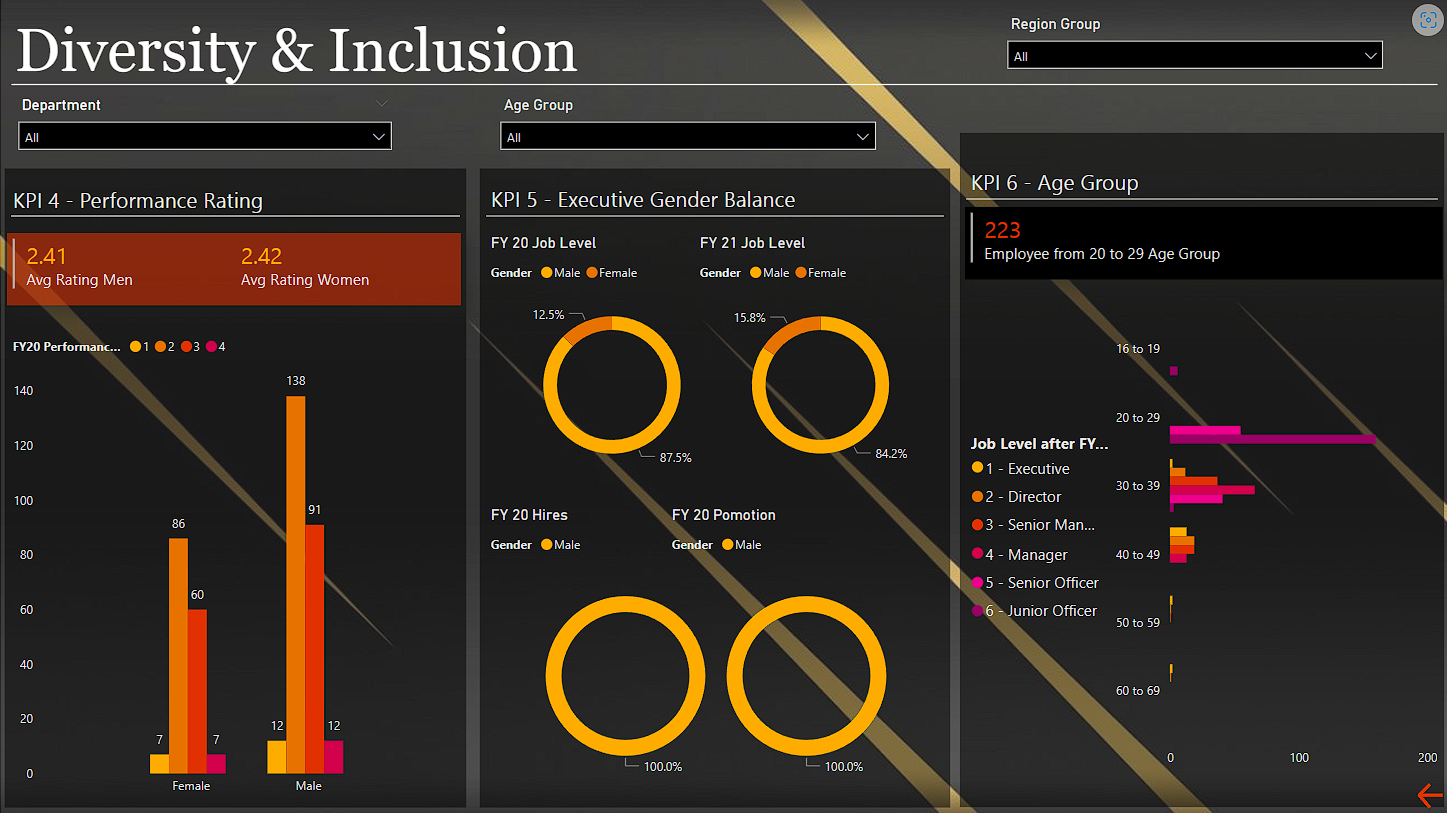 Diversity & Inclusion
Region Group
All
Department
All
Age Group
All
KPI 4 - Performance Rating
2.41
Avg Rating Men
2.42
Avg Rating Women
FY20 Performanc... 1 2 3 4
140
120
100
80
60
40
20
0
7
86
60
7
12
138
91
12
Female
Male
KPI 5 - Executive Gender Balance
FY 20 Job Level
Gender Male Female
12.5%
87.5%
FY 21 Job Level
Gender Male Female
15.8%
84.2%
FY 20 Hires
Gender Male
100.0%
FY 20 Pomotion
Gender Male
100.0%
KPI 6 - Age Group
223
Employee from 20 to 29 Age Group
Job Level after FY...
1 - Executive
2 - Director
3 - Senior Man...
4 - Manager
5 - Senior Officer
6 - Junior Officer
16 to 19
20 to 29
30 to 39
40 to 49
50 to 59
60 to 69
0
100
200